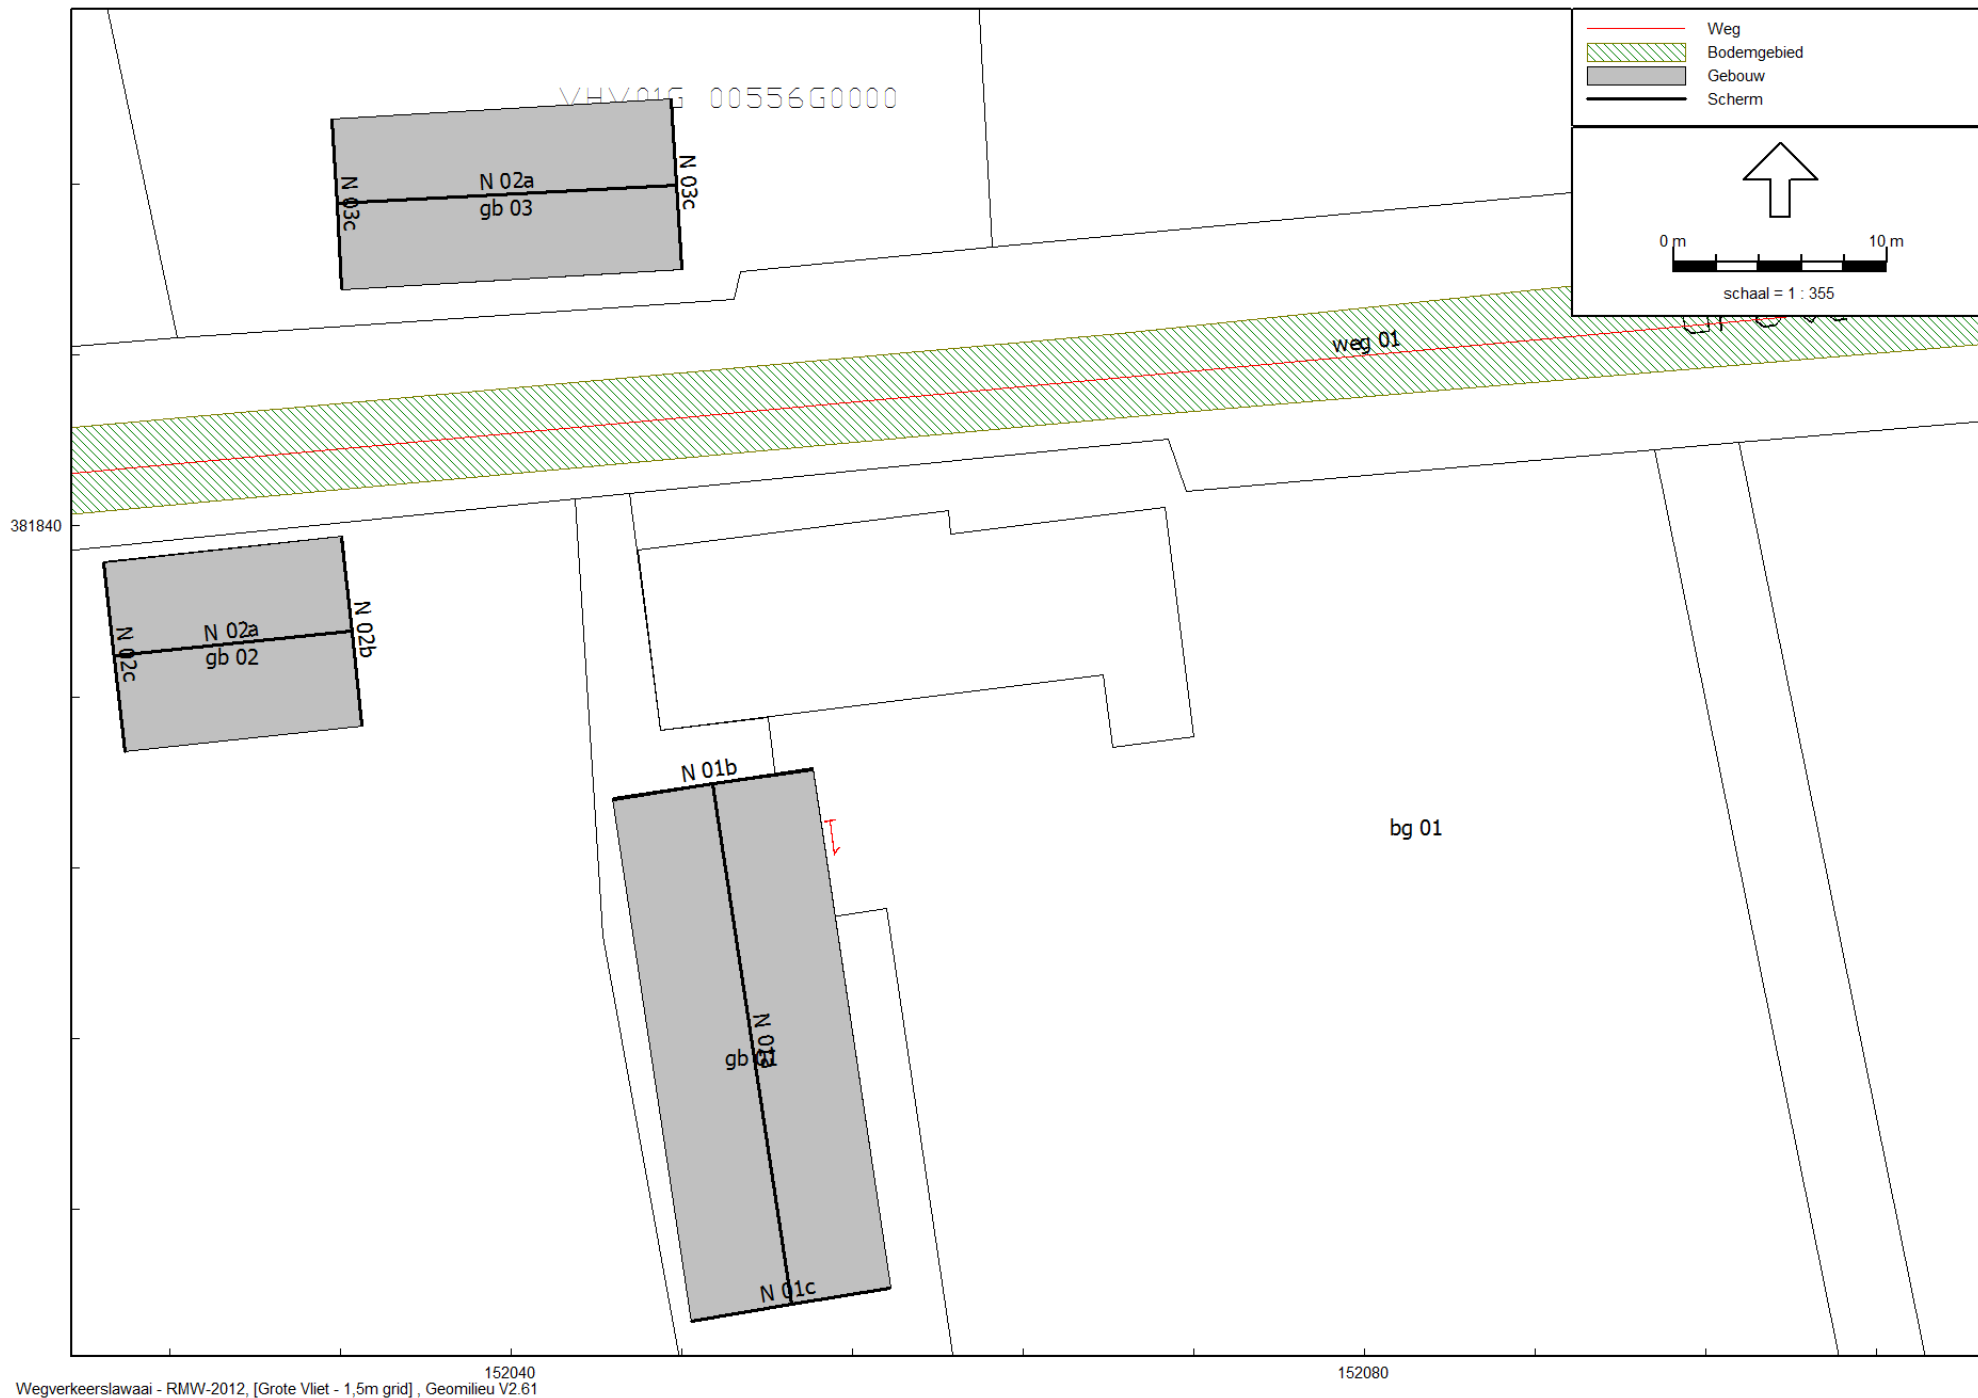 Weg
Bodemgebied
Gebouw
Scherm
VHV01G 00556G0000
0 m 10 m
schaal = 1 : 355
N 02a
gb 03
N 03c
N 03c
weg 01
381840
N 02a
gb 02
N 02c
N 02b
N 01b
1
bg 01
N 01a
gb 01
N 01c
152040 152080
Wegverkeerslawaai - RMW-2012, [Grote Vliet - 1,5m grid] , Geomilieu V2.61